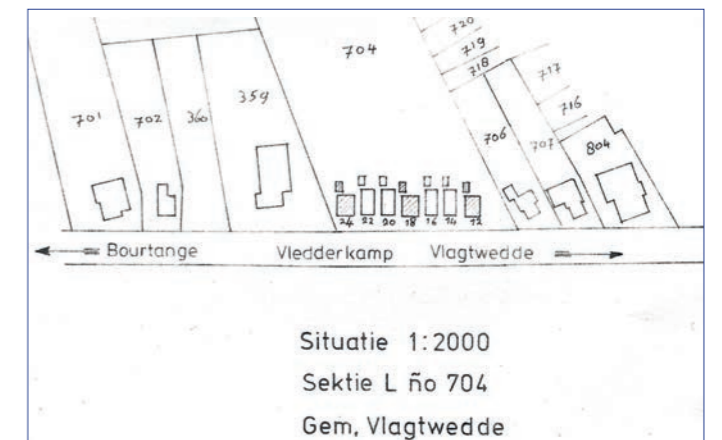 720
719
718
704
717
716
701
702
360
359
706
707
804
24 22 20 18 16 14 12
Bourtange Vledderkamp Vlagtwedde
Situatie 1:2000
Sektie L ño 704
Gem, Vlagtwedde